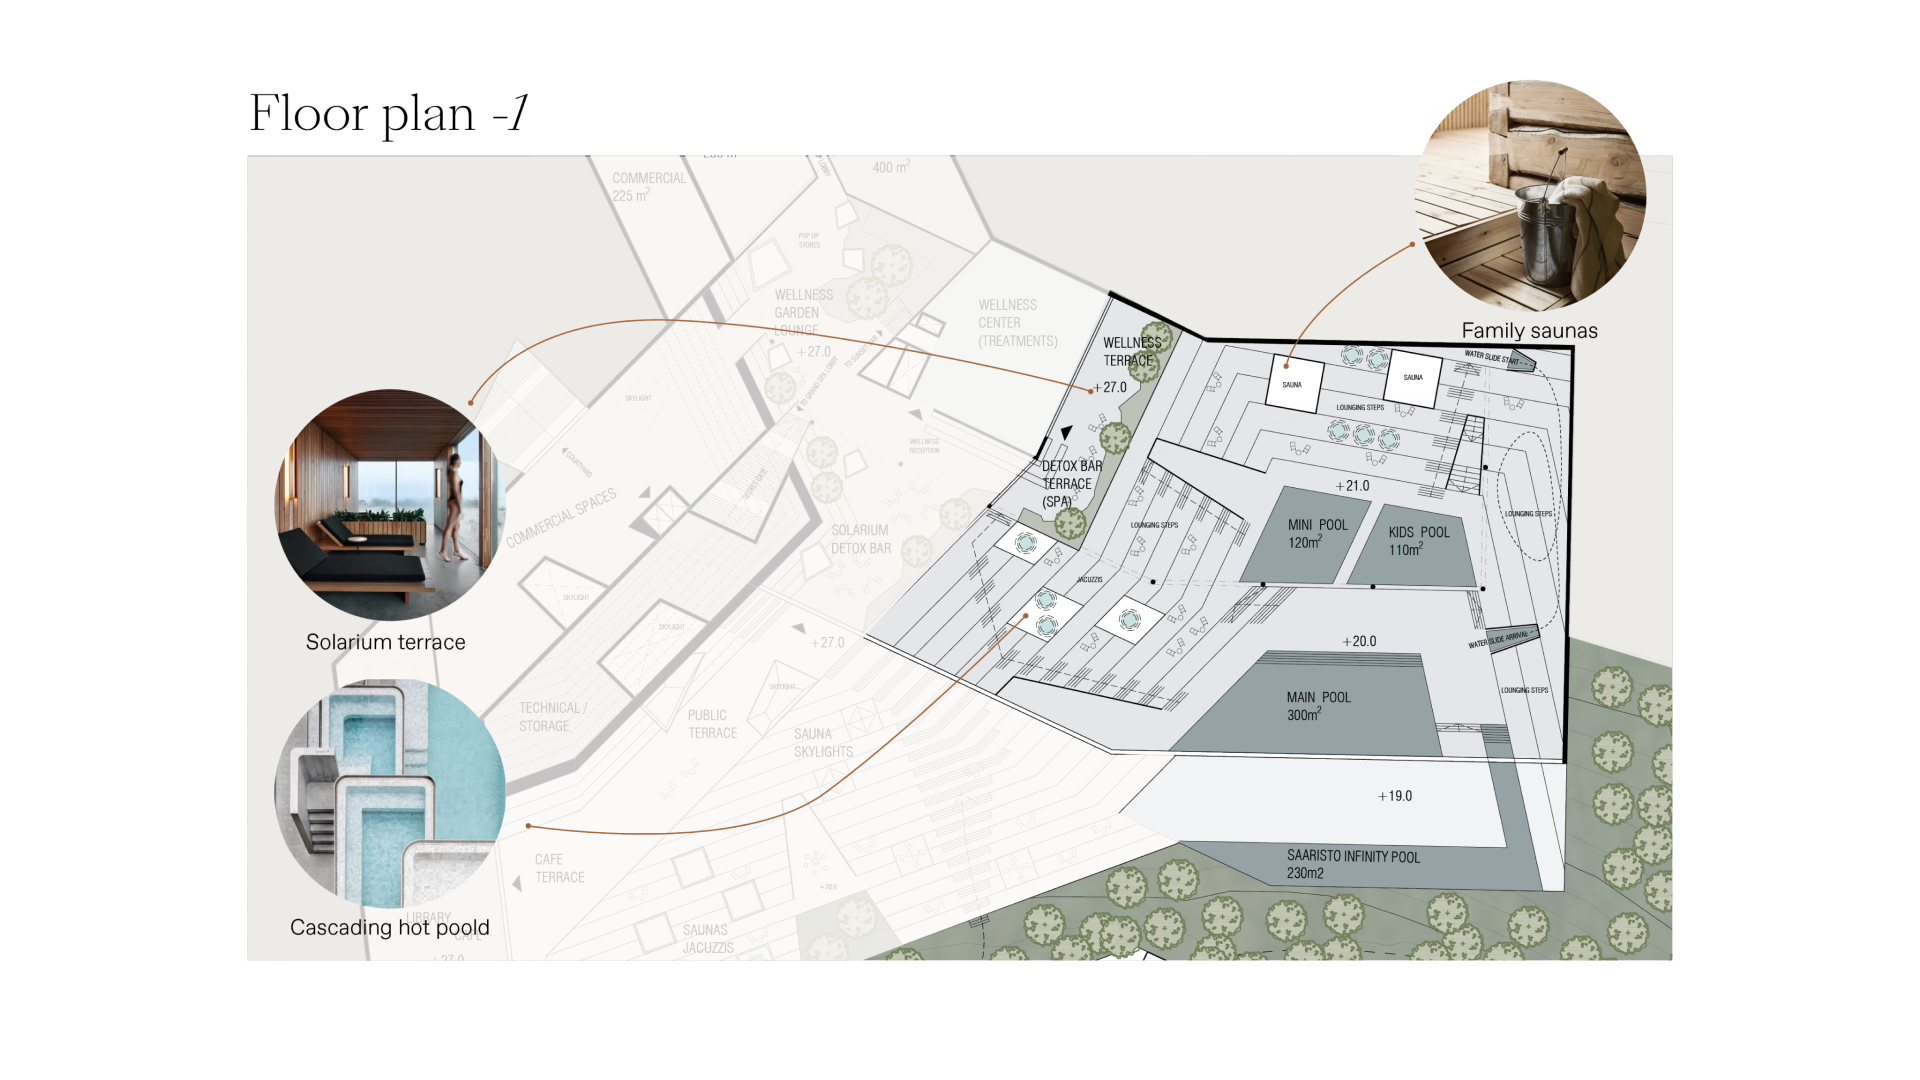 Floor plan -1
COMMERCIAL
225 m²
400 m²
POP UP
STORES
WELLNESS
GARDEN
LOUNGE
+27.0
WELLNESS
CENTER
(TREATMENTS)
WELLNESS
TERRACE
+27.0
Family saunas
WATER SLIDE START
SAUNA
SAUNA
LOUNGING STEPS
SKYLIGHT
COURTYARD
COMMERCIAL SPACES
WELLNESS
RECEPTION
DETOX BAR
TERRACE
(SPA)
+21.0
MINI POOL
120m²
KIDS POOL
110m²
LOUNGING STEPS
LOUNGING STEPS
SOLARIUM
DETOX BAR
JACUZZIS
SKYLIGHT
SKYLIGHT
+27.0
+20.0
WATER SLIDE ARRIVAL
Solarium terrace
SKYLIGHT
LOUNGING STEPS
MAIN POOL
300m²
TECHNICAL /
STORAGE
PUBLIC
TERRACE
SAUNA
SKYLIGHTS
+19.0
CAFE
TERRACE
SAARISTO INFINITY POOL
230m2
LIBRARY
CAFE
Cascading hot poold
SAUNAS
JACUZZIS
+27.0